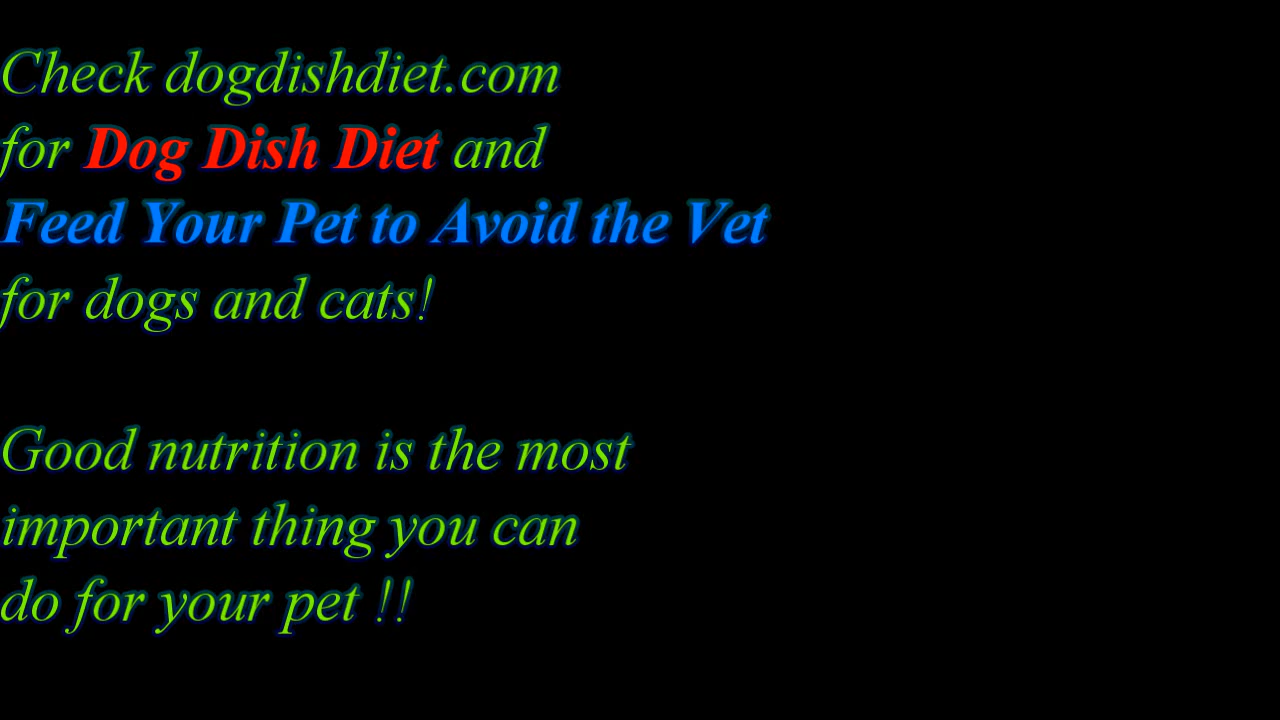 Check dogdishdiet.com
for Dog Dish Diet and
Feed Your Pet to Avoid the Vet
for dogs and cats!
Good nutrition is the most
important thing you can
do for your pet !!